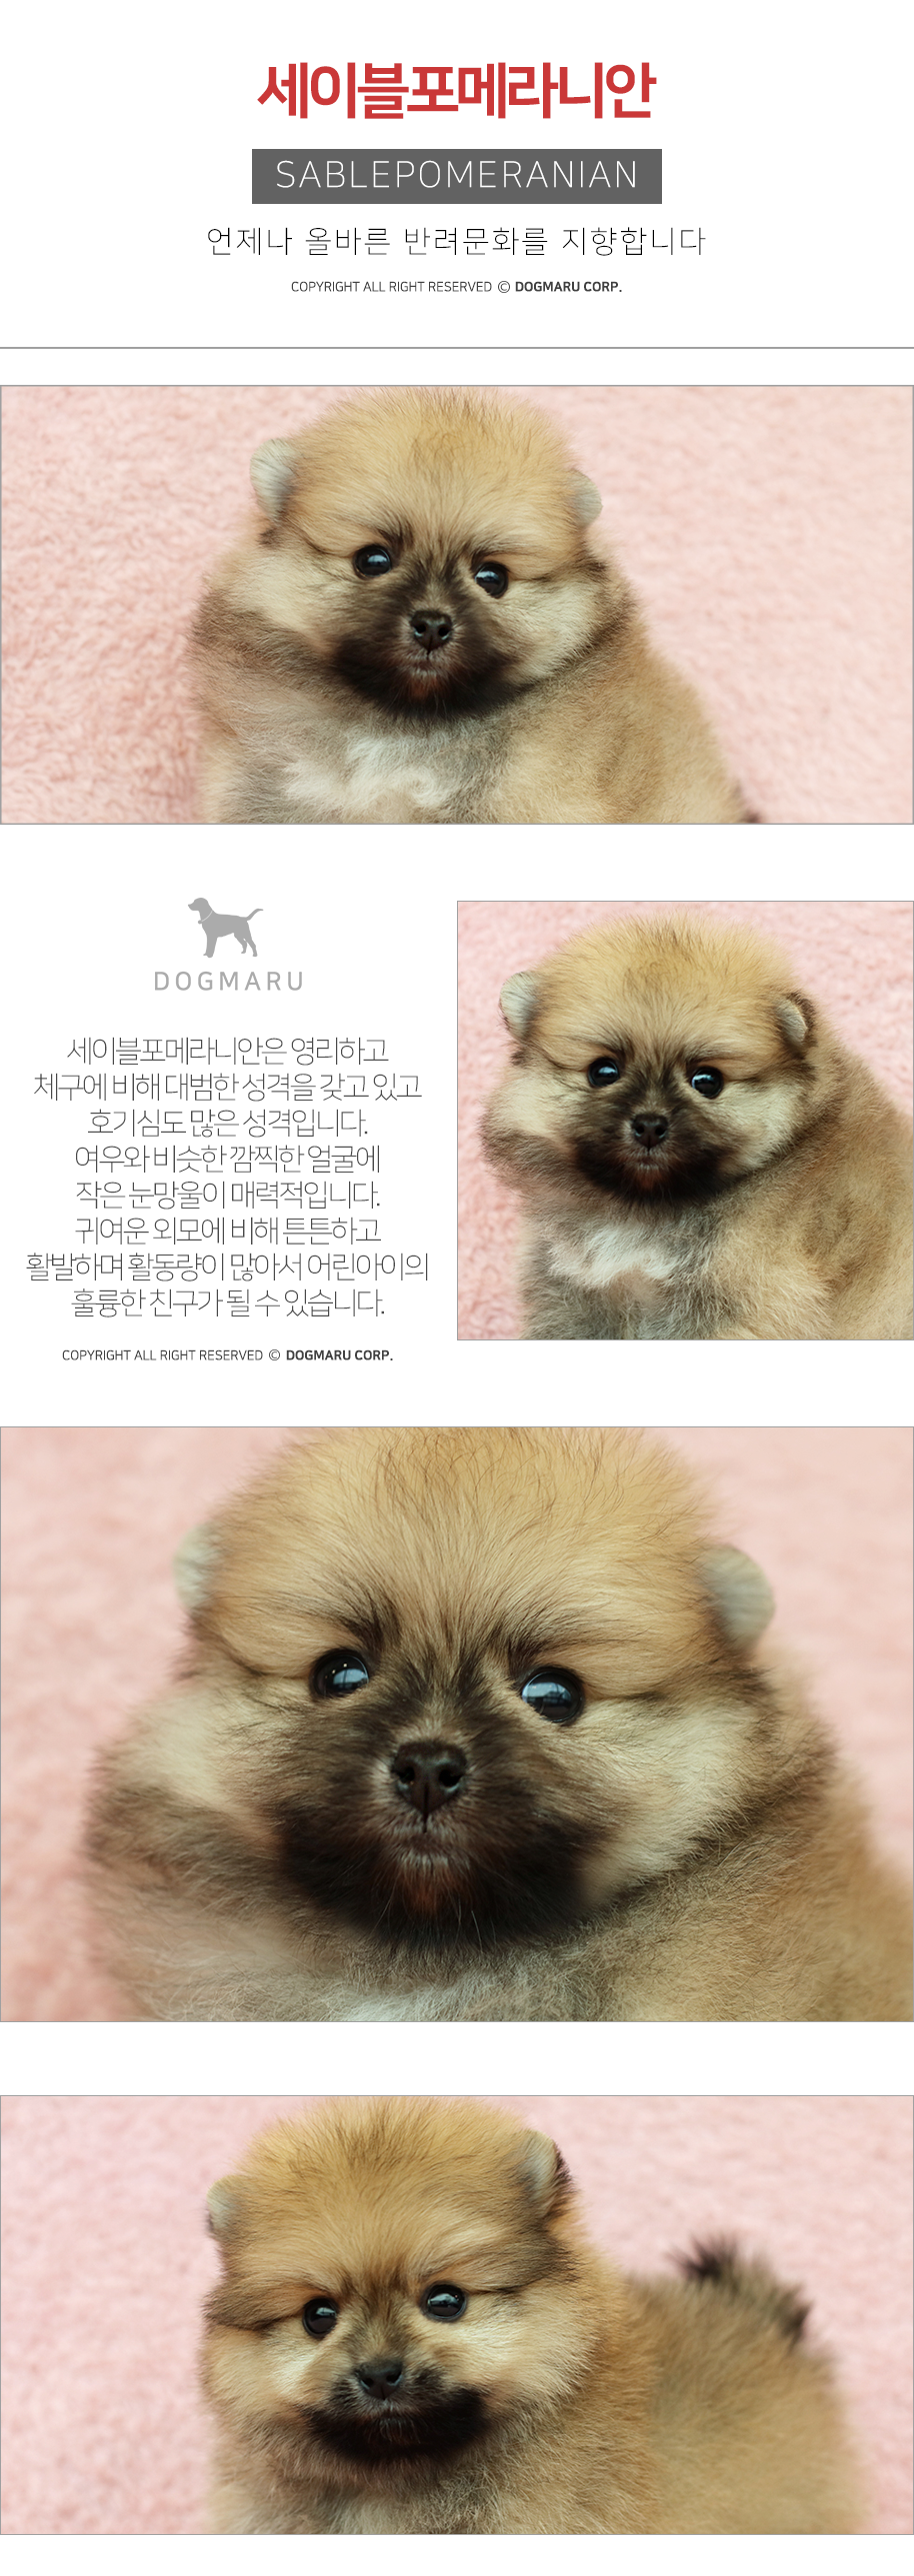 세이블포메라니안
SABLEPOMERANIAN
언제나 올바른 반려문화를 지향합니다
COPYRIGHT ALL RIGHT RESERVED © DOGMARU CORP.
DOGMARU
세이블포메라니안은 영리하고
체구에 비해 대범한 성격을 갖고 있고
호기심도 많은 성격입니다.
여우와 비슷한 깜찍한 얼굴에
작은 눈망울이 매력적입니다.
귀여운 외모에 비해 튼튼하고
활발하며 활동량이 많아서 어린아이의
훌륭한 친구가 될 수 있습니다.
COPYRIGHT ALL RIGHT RESERVED © DOGMARU CORP.